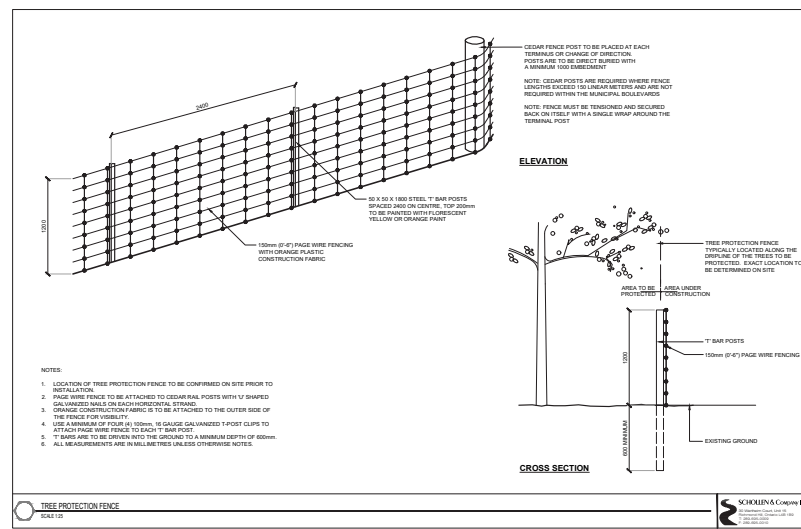 CEDAR FENCE POST TO BE PLACED AT EACH
TERMINUS OR CHANGE OF DIRECTION.
POSTS ARE TO BE DIRECT BURIED WITH
A MINIMUM 1000 EMBEDMENT
NOTE: CEDAR POSTS ARE REQUIRED WHERE FENCE
LENGTHS EXCEED 150 LINEAR METERS AND ARE NOT
REQUIRED WITHIN THE MUNICIPAL BOULEVARDS
NOTE: FENCE MUST BE TENSIONED AND SECURED
BACK ON ITSELF WITH A SINGLE WRAP AROUND THE
TERMINAL POST
ELEVATION
2400
1200
50 X 50 X 1800 STEEL 'T' BAR POSTS
SPACED 2400 ON CENTRE, TOP 200mm
TO BE PAINTED WITH FLORESCENT
YELLOW OR ORANGE PAINT
150mm (0'-6") PAGE WIRE FENCING
WITH ORANGE PLASTIC
CONSTRUCTION FABRIC
TREE PROTECTION FENCE
TYPICALLY LOCATED ALONG THE
DRIPLINE OF THE TREES TO BE
PROTECTED. EXACT LOCATION TO
BE DETERMINED ON SITE
AREA TO BE
PROTECTED
AREA UNDER
CONSTRUCTION
'T' BAR POSTS
150mm (0'-6") PAGE WIRE FENCING
1200
600 MINIMUM
EXISTING GROUND
CROSS SECTION
NOTES:
1. LOCATION OF TREE PROTECTION FENCE TO BE CONFIRMED ON SITE PRIOR TO
INSTALLATION.
2. PAGE WIRE FENCE TO BE ATTACHED TO CEDAR RAIL POSTS WITH 'U' SHAPED
GALVANIZED NAILS ON EACH HORIZONTAL STRAND.
3. ORANGE CONSTRUCTION FABRIC IS TO BE ATTACHED TO THE OUTER SIDE OF
THE FENCE FOR VISIBILITY.
4. USE A MINIMUM OF FOUR (4) 100mm, 16 GAUGE GALVANIZED T-POST CLIPS TO
ATTACH PAGE WIRE FENCE TO EACH 'T' BAR POST.
5. 'T' BARS ARE TO BE DRIVEN INTO THE GROUND TO A MINIMUM DEPTH OF 600mm.
6. ALL MEASUREMENTS ARE IN MILLIMETRES UNLESS OTHERWISE NOTES.
TREE PROTECTION FENCE
SCALE 1:25
SCHOLLEN & Company